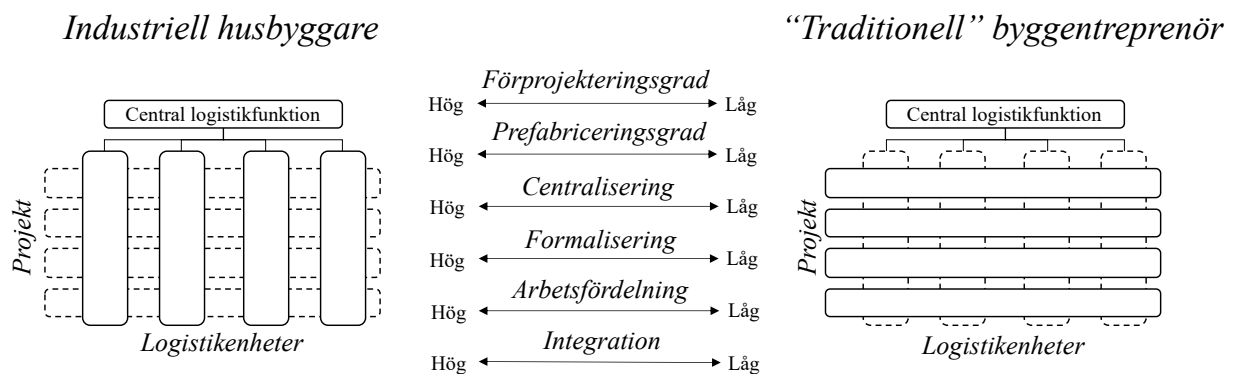 Industriell husbyggare
Central logistikfunktion
Projekt
Logistikenheter
Förprojekteringsgrad
Hög Låg
Prefabriceringsgrad
Hög Låg
Centralisering
Hög Låg
Formalisering
Hög Låg
Arbetsfördelning
Hög Låg
Integration
Hög Låg
“Traditionell” byggentreprenör
Central logistikfunktion
Projekt
Logistikenheter